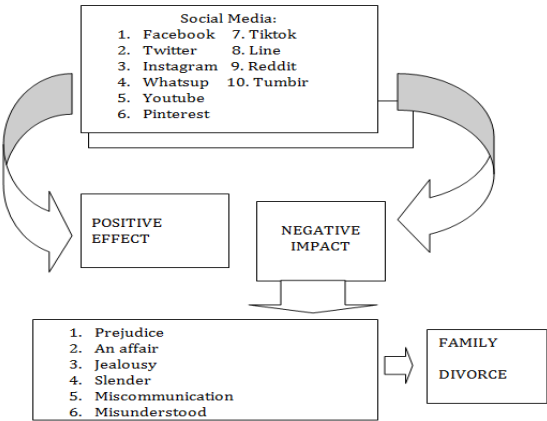 Social Media:
1. Facebook 7. Tiktok
2. Twitter 8. Line
3. Instagram 9. Reddit
4. Whatsup 10. Tumbir
5. Youtube
6. Pinterest
POSITIVE
EFFECT
NEGATIVE
IMPACT
1. Prejudice
2. An affair
3. Jealousy
4. Slender
5. Miscommunication
6. Misunderstood
FAMILY
DIVORCE